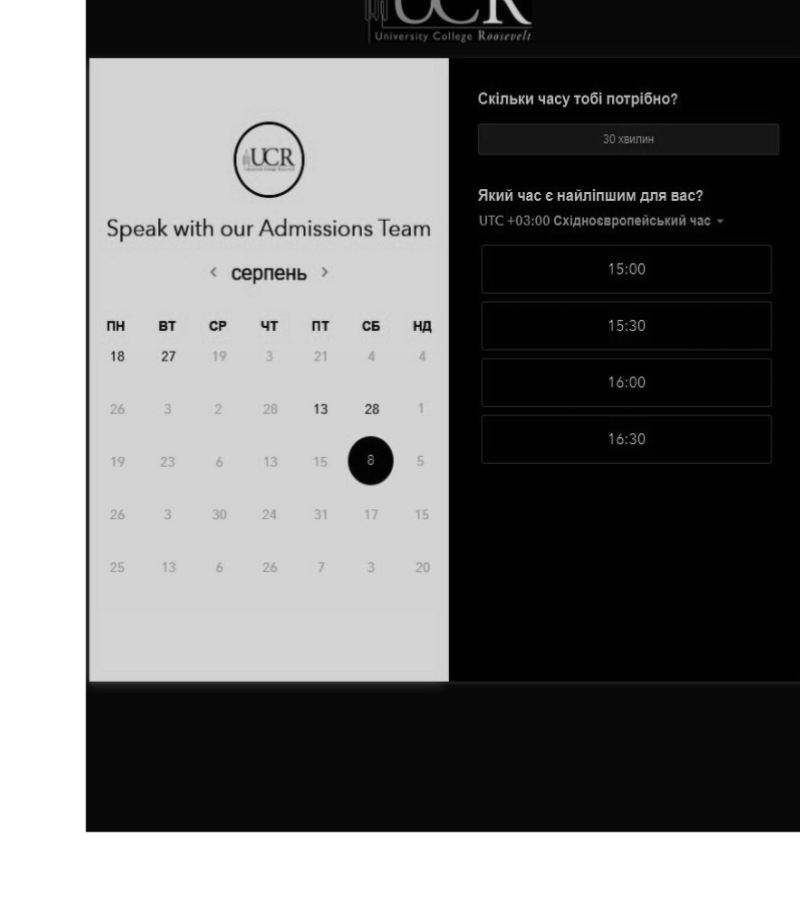 UCR
University College Roosevelt
UCR
Speak with our Admissions Team
< серпень >
ПН ВТ СР ЧТ ПТ СБ НД
18 27 19 3 21 4 4
26 3 2 28 13 28 1
19 23 6 13 15 8 5
26 3 30 24 31 17 15
25 13 6 26 7 3 20
Скільки часу тобі потрібно?
30 хвилин
Який час є найліпшим для вас?
UTC +03:00 Східноєвропейський час
15:00
15:30
16:00
16:30